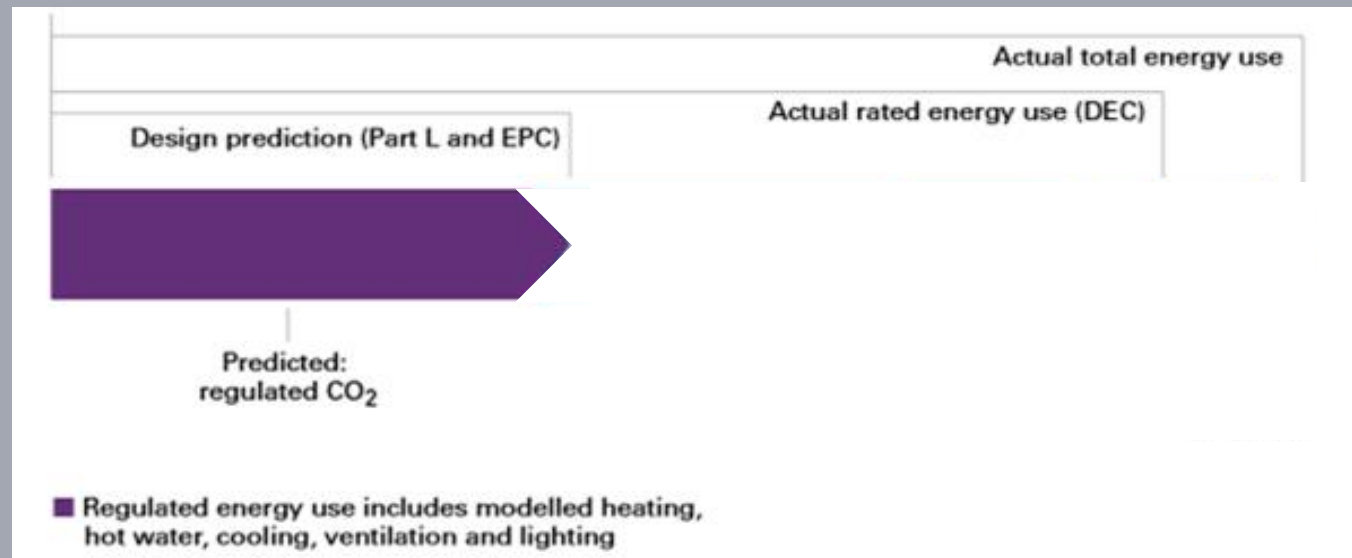 Actual total energy use
Actual rated energy use (DEC)
Design prediction (Part L and EPC)
Predicted:
regulated CO₂
Regulated energy use includes modelled heating,
hot water, cooling, ventilation and lighting